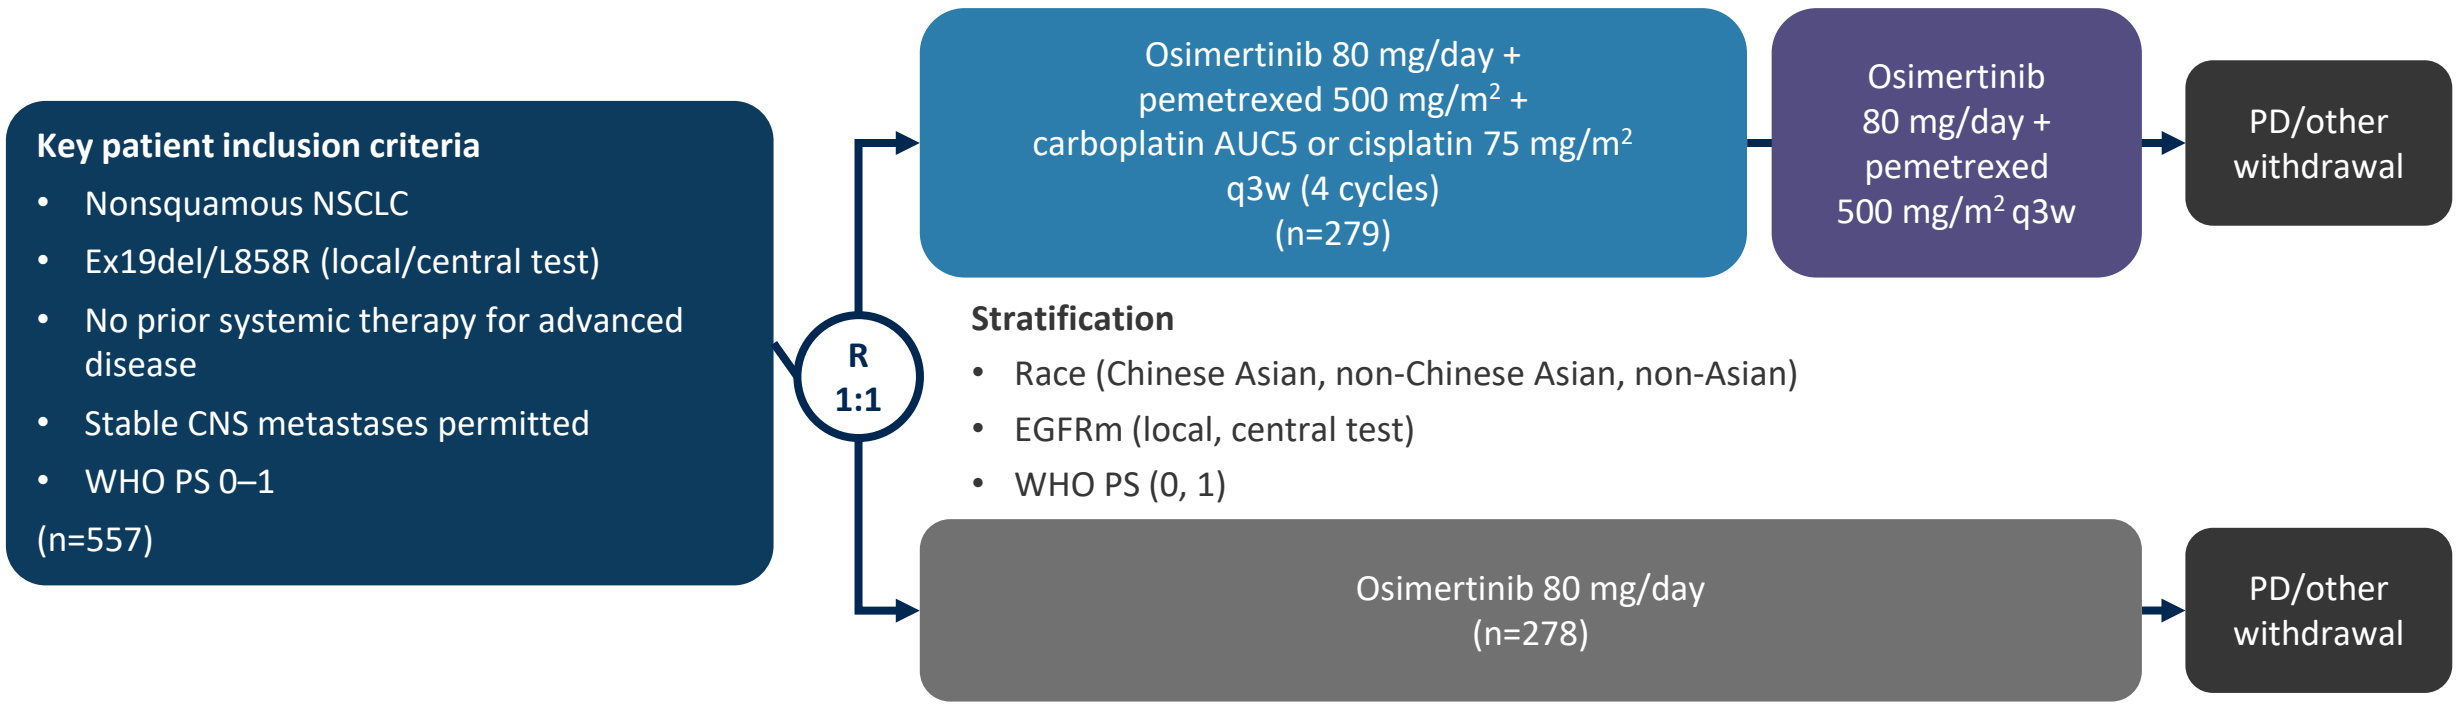 Key patient inclusion criteria
• Nonsquamous NSCLC
• Ex19del/L858R (local/central test)
• No prior systemic therapy for advanced
disease
• Stable CNS metastases permitted
• WHO PS 0–1
(n=557)
R
1:1
Osimertinib 80 mg/day +
pemetrexed 500 mg/m² +
carboplatin AUC5 or cisplatin 75 mg/m²
q3w (4 cycles)
(n=279)
Osimertinib
80 mg/day +
pemetrexed
500 mg/m² q3w
PD/other
withdrawal
Stratification
• Race (Chinese Asian, non-Chinese Asian, non-Asian)
• EGFRm (local, central test)
• WHO PS (0, 1)
Osimertinib 80 mg/day
(n=278)
PD/other
withdrawal